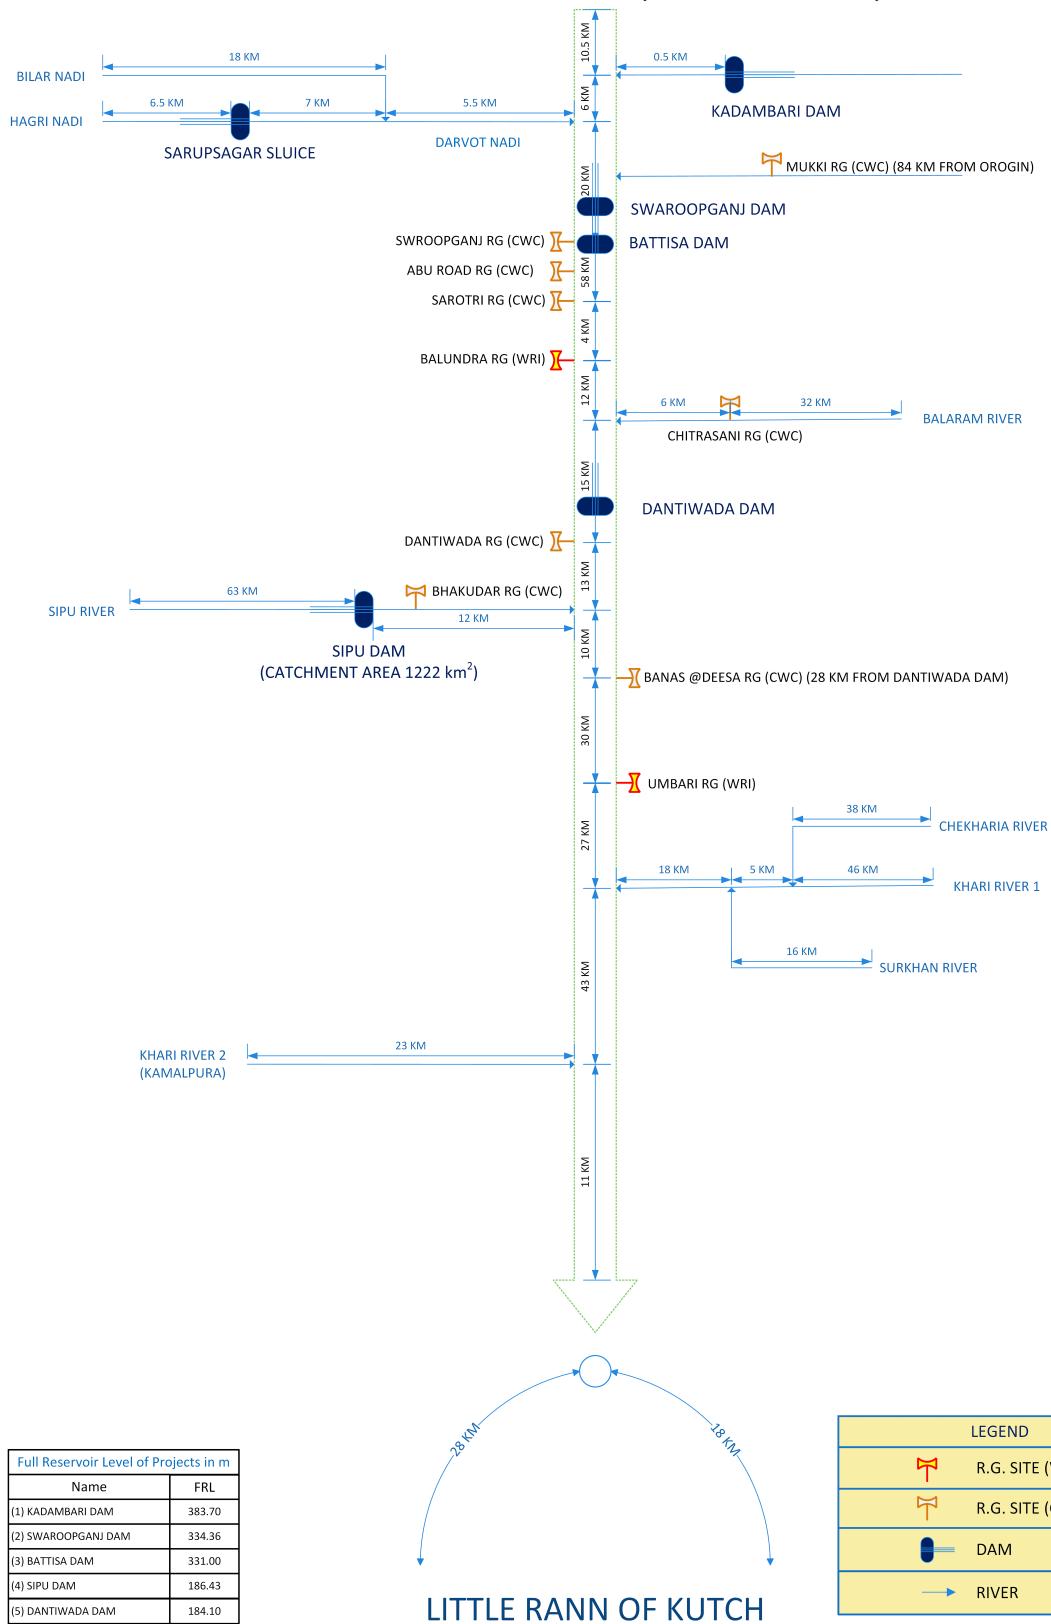 10.5 KM
18 KM
0.5 KM
BILAR NADI
6.5 KM
7 KM
5.5 KM
6 KM
KADAMBARI DAM
HAGRI NADI
DARVOT NADI
SARUPSAGAR SLUICE
MUKKI RG (CWC) (84 KM FROM OROGIN)
20 KM
SWAROOPGANJ DAM
SWROOPGANJ RG (CWC)
BATTISA DAM
ABU ROAD RG (CWC)
58 KM
SAROTRI RG (CWC)
4 KM
BALUNDRA RG (WRI)
12 KM
6 KM
32 KM
BALARAM RIVER
CHITRASANI RG (CWC)
15 KM
DANTIWADA DAM
DANTIWADA RG (CWC)
13 KM
63 KM
BHAKUDAR RG (CWC)
SIPU RIVER
12 KM
10 KM
SIPU DAM
(CATCHMENT AREA 1222 km²)
BANAS @DEESA RG (CWC) (28 KM FROM DANTIWADA DAM)
30 KM
UMBARI RG (WRI)
38 KM
CHEKHARIA RIVER
27 KM
18 KM
5 KM
46 KM
KHARI RIVER 1
16 KM
SURKHAN RIVER
43 KM
23 KM
KHARI RIVER 2
(KAMALPURA)
11 KM
28 KM
18 KM
LITTLE RANN OF KUTCH
Full Reservoir Level of Projects in m
Name FRL
(1) KADAMBARI DAM 383.70
(2) SWAROOPGANJ DAM 334.36
(3) BATTISA DAM 331.00
(4) SIPU DAM 186.43
(5) DANTIWADA DAM 184.10
LEGEND
R.G. SITE (
R.G. SITE (
DAM
RIVER